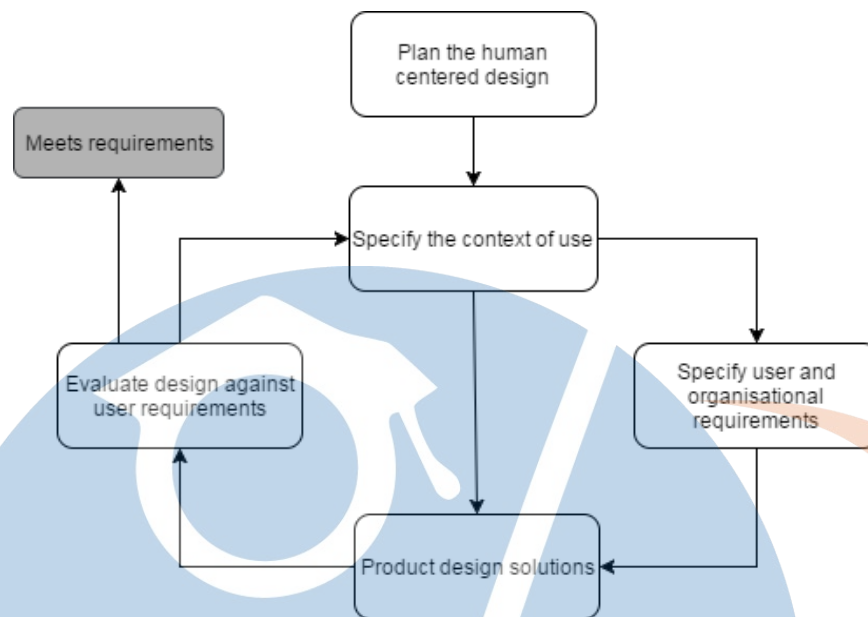 Plan the human
centered design
Meets requirements
Specify the context of use
Evaluate design against
user requirements
Specify user and
organisational
requirements
Product design solutions